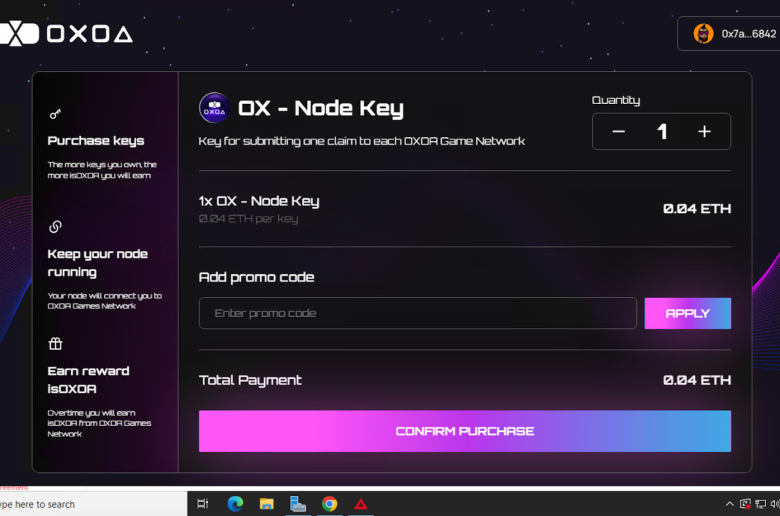 OXOA
0x7a...6842
Purchase keys
The more keys you own, the
more isOXOA you will earn
Keep your node
running
Your node will connect you to
OXOA Games Network
Earn reward
isOXOA
Overtime you will earn
isOXOA from OXOA Games
Network
OXOA
OX - Node Key
Key for submitting one claim to each OXOA Game Network
Quantity
1
1x OX - Node Key
0.04 ETH per key
0.04 ETH
Add promo code
Enter promo code
APPLY
Total Payment
0.04 ETH
CONFIRM PURCHASE
reement
ype here to search